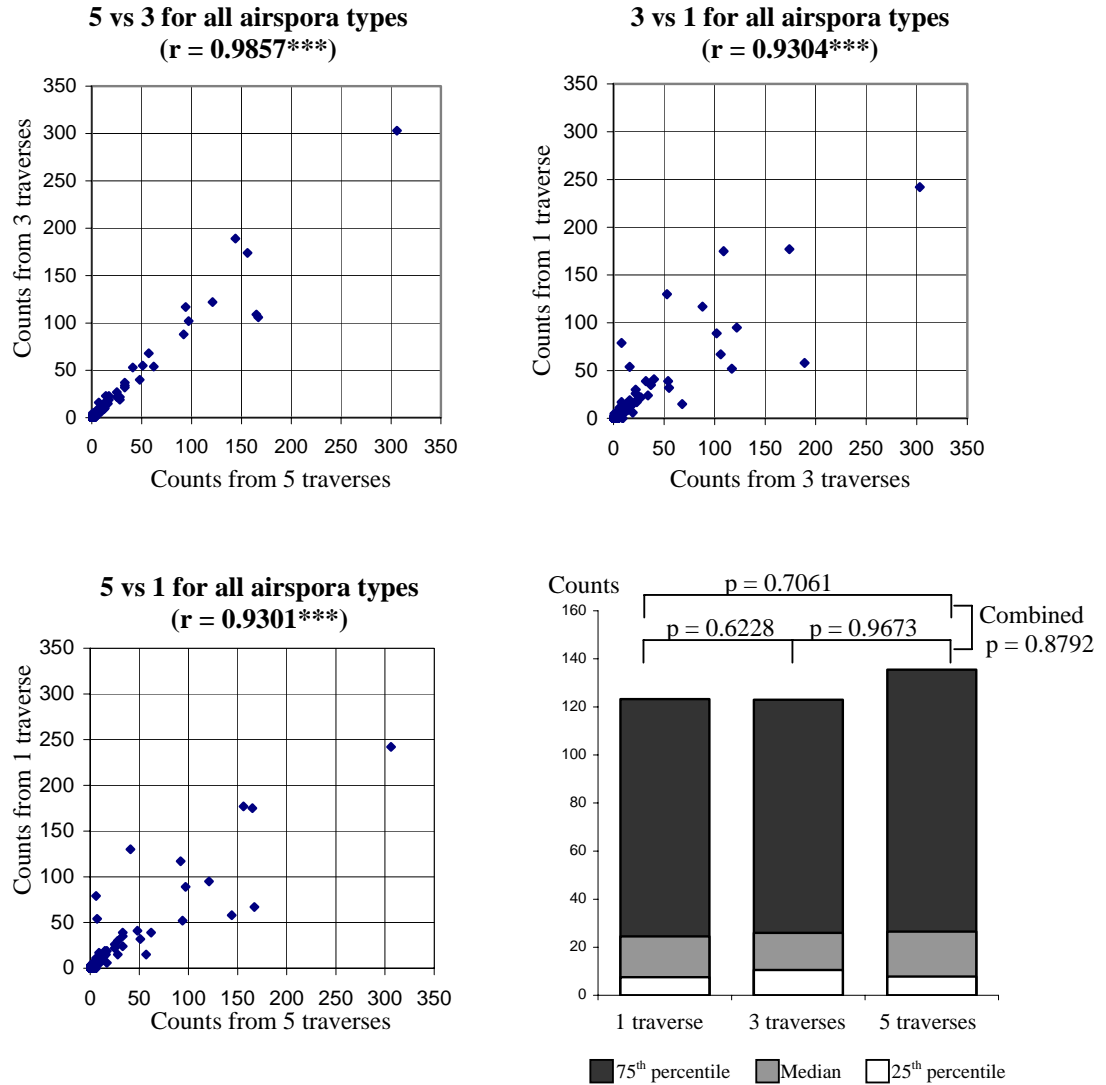 5 vs 3 for all airspora types
(r = 0.9857***)
350
300
250
200
150
100
50
0
Counts from 3 traverses
0 50 100 150 200 250 300 350
Counts from 5 traverses
3 vs 1 for all airspora types
(r = 0.9304***)
350
300
250
200
150
100
50
0
Counts from 1 traverse
0 50 100 150 200 250 300 350
Counts from 3 traverses
5 vs 1 for all airspora types
(r = 0.9301***)
350
300
250
200
150
100
50
0
Counts from 1 traverse
0 50 100 150 200 250 300 350
Counts from 5 traverses
Counts
p = 0.7061
p = 0.6228
p = 0.9673
Combined
p = 0.8792
160
140
120
100
80
60
40
20
0
1 traverse 3 traverses 5 traverses
75th percentile Median 25th percentile